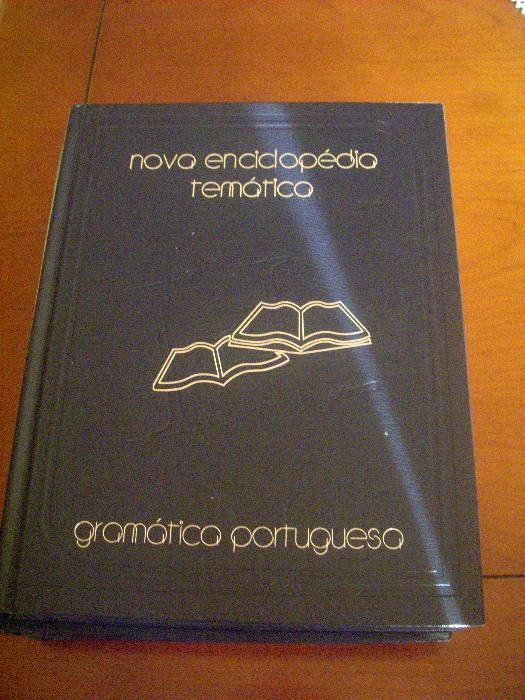 nova enciclopédia
temática
gramática portuguesa